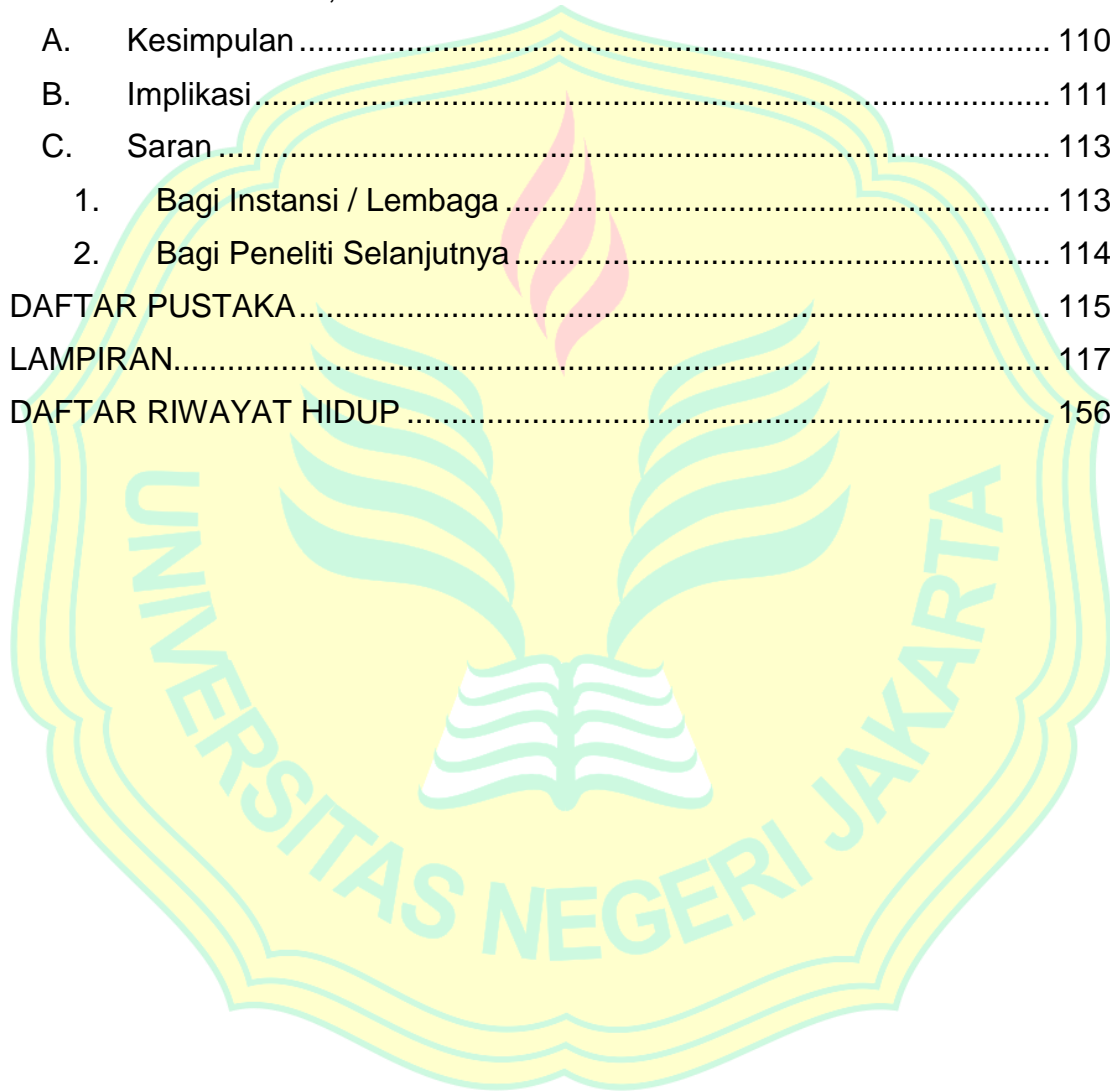 A. Kesimpulan ........................................................................................ 110
B. Implikasi ............................................................................................. 111
C. Saran ................................................................................................. 113
1. Bagi Instansi / Lembaga ................................................................ 113
2. Bagi Peneliti Selanjutnya ............................................................... 114
DAFTAR PUSTAKA ....................................................................................... 115
LAMPIRAN ..................................................................................................... 117
DAFTAR RIWAYAT HIDUP ........................................................................... 156
UNIVERSITAS NEGERI JAKARTA